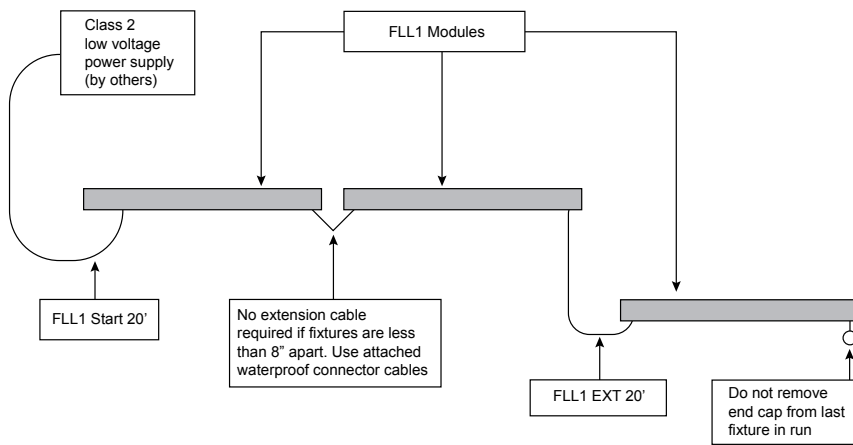 Class 2
low voltage
power supply
(by others)
FLL1 Modules
FLL1 Start 20’
No extension cable
required if fixtures are less
than 8” apart. Use attached
waterproof connector cables
FLL1 EXT 20’
Do not remove
end cap from last
fixture in run